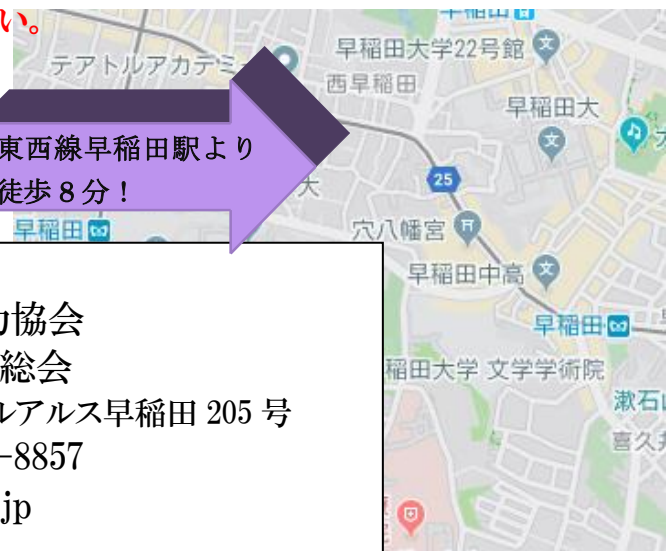 い。
早稲田
テアトルアカデミー
早稲田大学22号館
西早稲田
早稲田大
東西線早稲田駅より
徒歩8分！
大
25
早稲田
穴八幡宮
早稲田中高
早稲田
協会
総会
ルアルス早稲田 205 号
-8857
jp
稲田大学 文学学術院
漱石山
喜久井